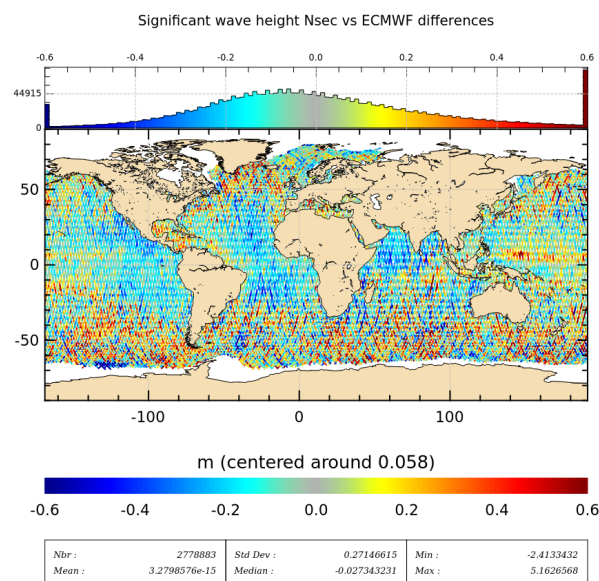 Significant wave height Nsec vs ECMWF differences
-0.6 -0.4 -0.2 0.0 0.2 0.4 0.6
44915
0
50
0
-50
-100 0 100
m (centered around 0.058)
-0.6 -0.4 -0.2 0.0 0.2 0.4 0.6
Nbr : 2778883 Std Dev : 0.27146615 Min : -2.4133432
Mean : 3.2798576e-15 Median : -0.027343231 Max : 5.1626568